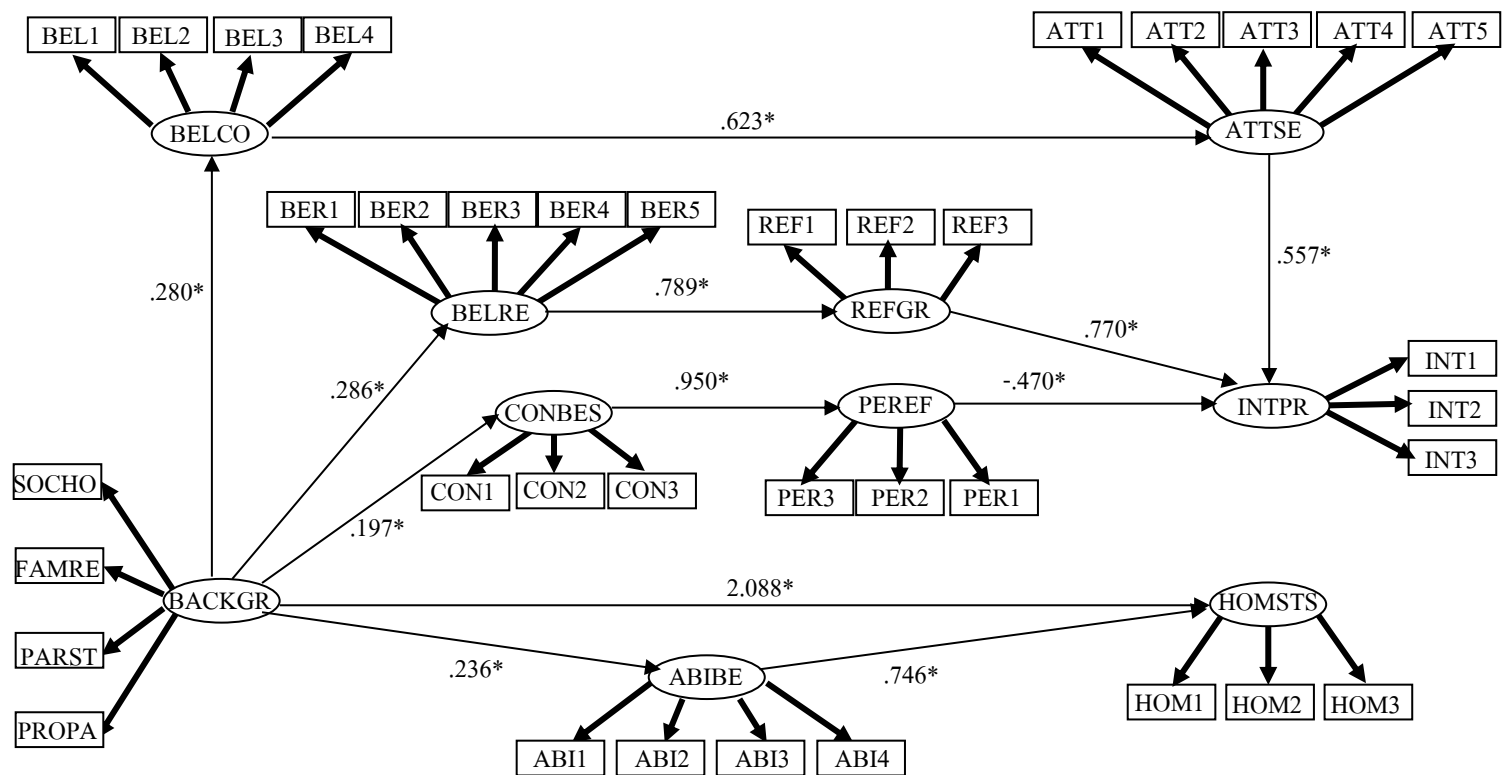 BEL1 BEL2 BEL3 BEL4
ATT1 ATT2 ATT3 ATT4 ATT5
BELCO .623* ATTSE
BER1 BER2 BER3 BER4 BER5
REF1 REF2 REF3
.280* .789* .557*
BELRE REFGR
.770*
INT1
.286* .950* -.470*
CONBES PEREF INTPR INT2
INT3
SOCHO CON1 CON2 CON3 PER3 PER2 PER1
.197*
FAMRE
BACKGR 2.088* HOMSTS
PARST
.236* ABIBE .746*
HOM1 HOM2 HOM3
PROPA
ABI1 ABI2 ABI3 ABI4